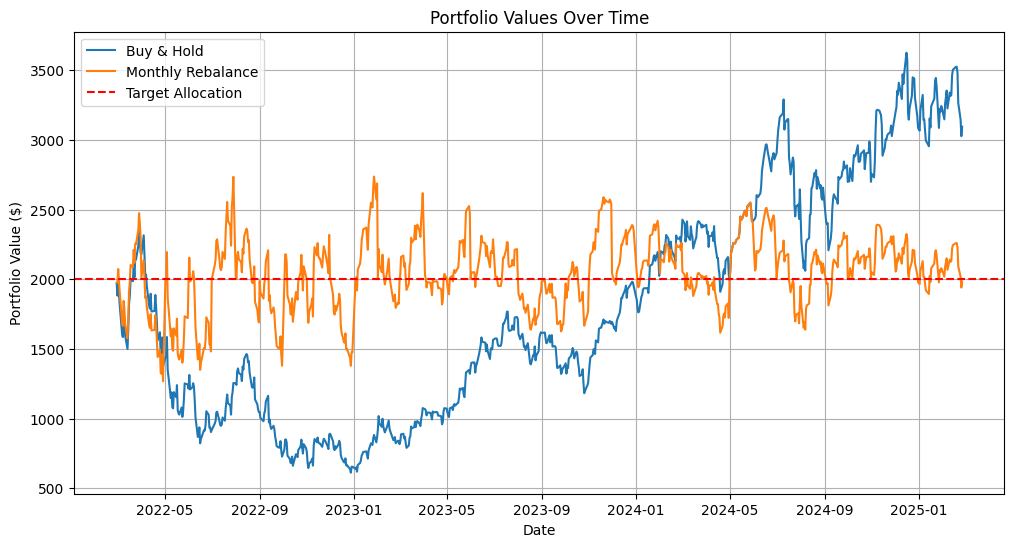 Portfolio Values Over Time
Buy & Hold
Monthly Rebalance
Target Allocation
Portfolio Value ($)
3500
3000
2500
2000
1500
1000
500
2022-05
2022-09
2023-01
2023-05
2023-09
2024-01
2024-05
2024-09
2025-01
Date